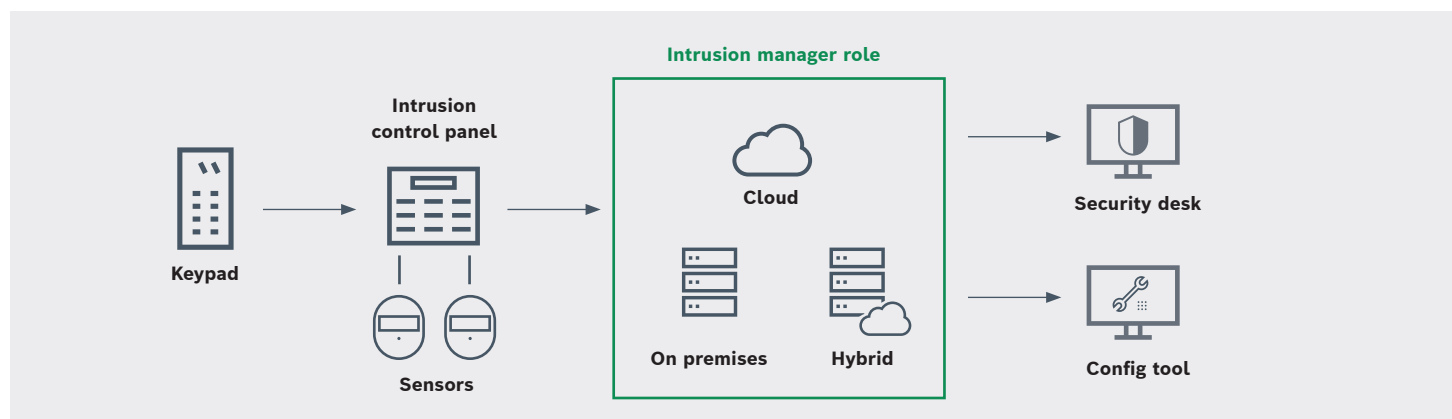 Intrusion manager role
Intrusion
control panel
Keypad
Sensors
Cloud
On premises
Hybrid
Security desk
Config tool